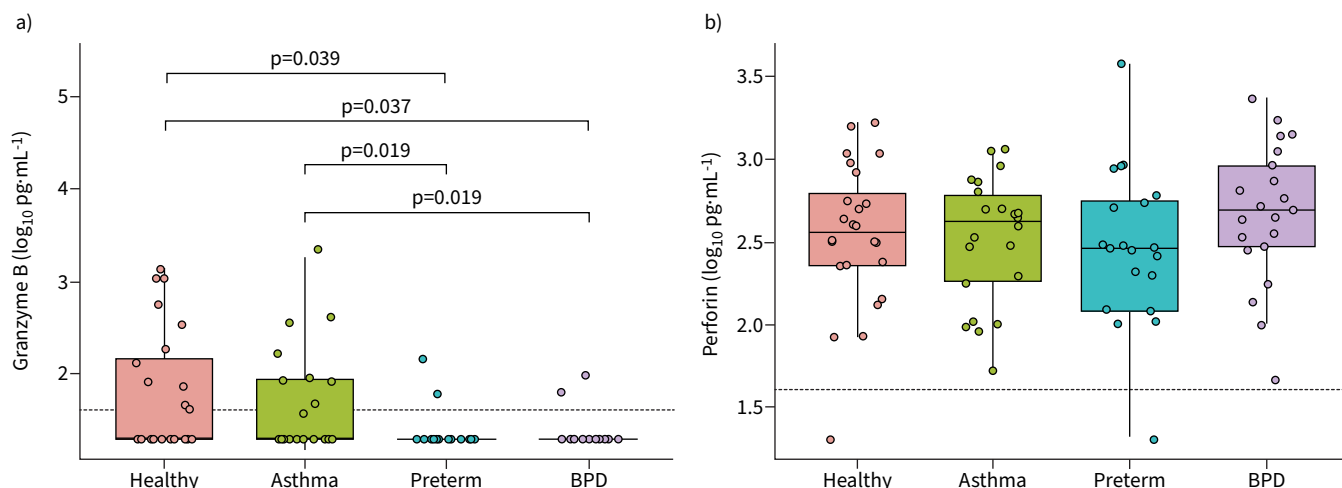 a)
Granzyme B (log₁₀ pg·mL⁻¹)
5
4
3
2
p=0.039
p=0.037
p=0.019
p=0.019
Healthy Asthma Preterm BPD
b)
Perforin (log₁₀ pg·mL⁻¹)
3.5
3.0
2.5
2.0
1.5
Healthy Asthma Preterm BPD